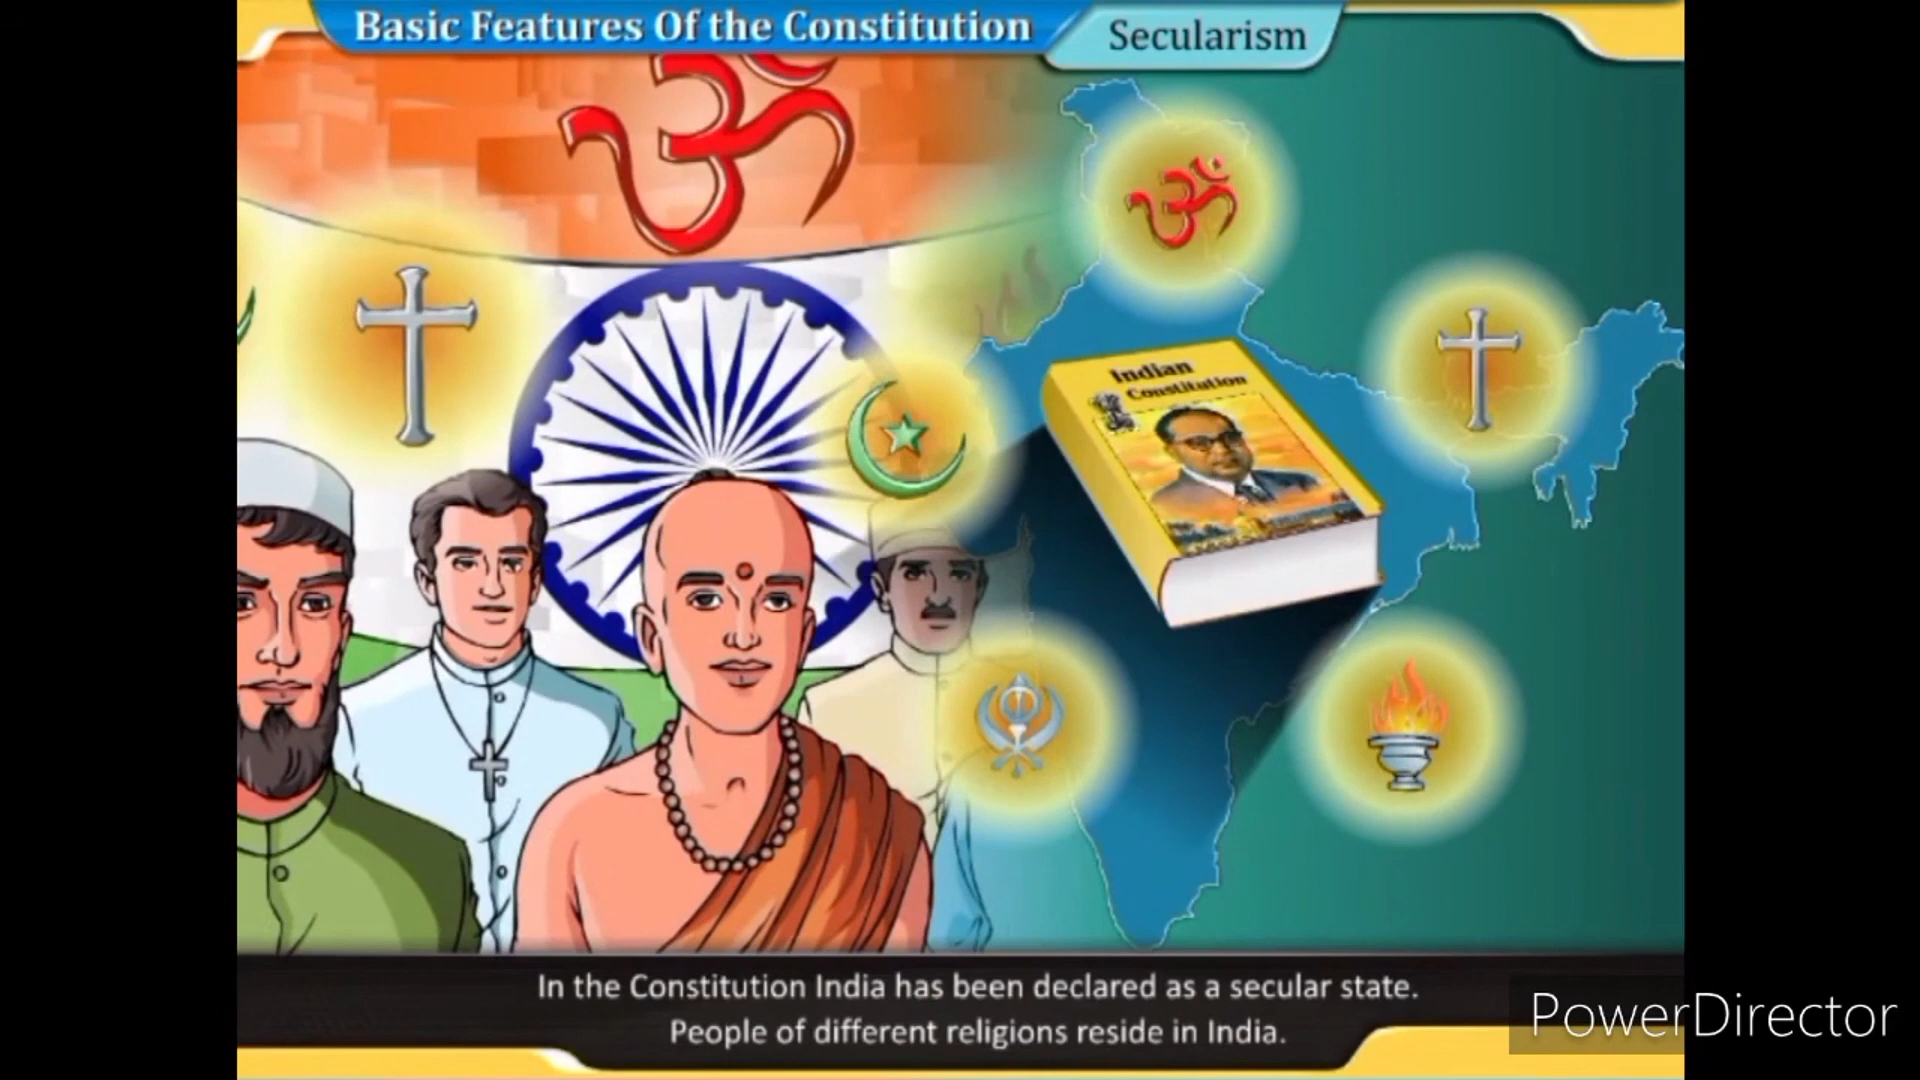 Basic Features Of the Constitution
Secularism
Indian
Constitution
In the Constitution India has been declared as a secular state.
People of different religions reside in India.
PowerDirector